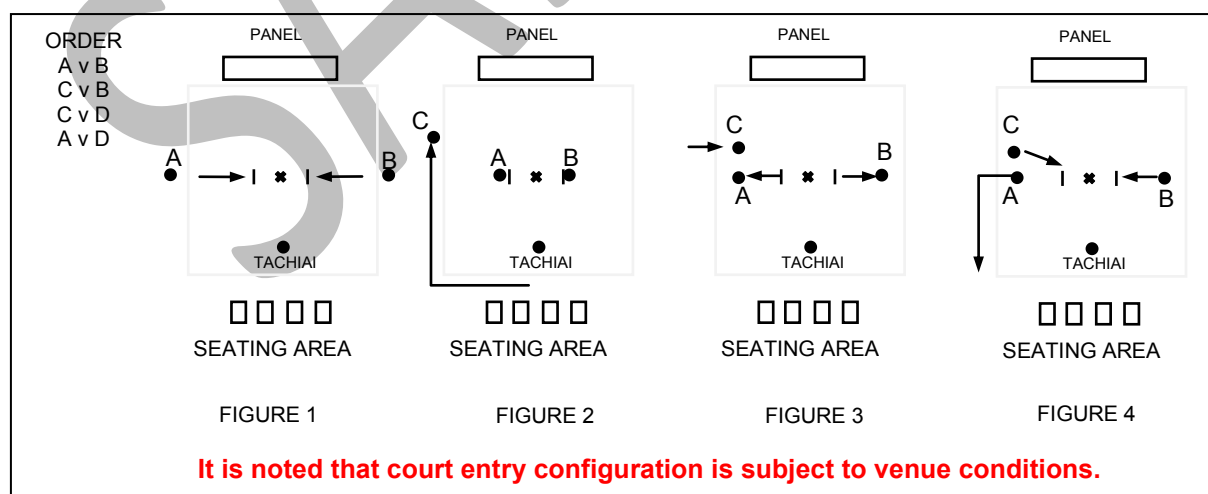 ORDER
A v B
C v B
C v D
A v D
PANEL
A
B
TACHIAI
SEATING AREA
FIGURE 1
PANEL
C
A
B
TACHIAI
SEATING AREA
FIGURE 2
PANEL
C
B
A
TACHIAI
SEATING AREA
FIGURE 3
PANEL
C
A
B
TACHIAI
SEATING AREA
FIGURE 4
It is noted that court entry configuration is subject to venue conditions.